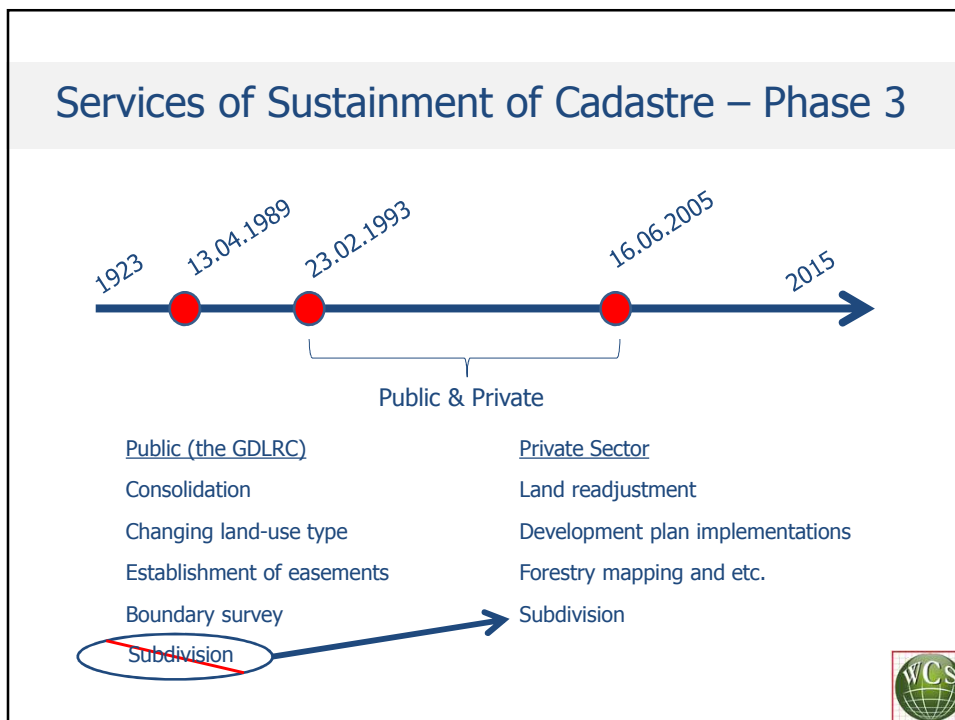 Services of Sustainment of Cadastre – Phase 3
1923
13.04.1989
23.02.1993
16.06.2005
2015
Public & Private
Public (the GDLRC)
Consolidation
Changing land-use type
Establishment of easements
Boundary survey
Subdivision
Private Sector
Land readjustment
Development plan implementations
Forestry mapping and etc.
Subdivision
WCS